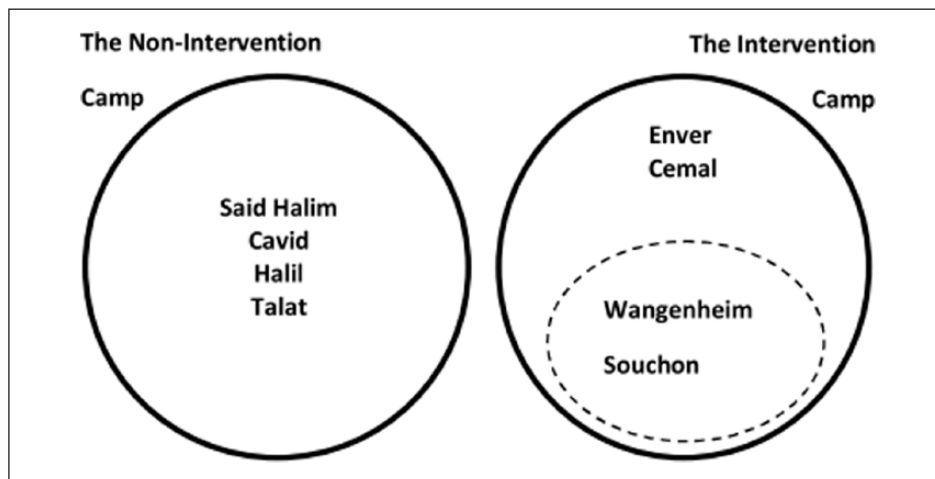 The Non-Intervention
Camp
Said Halim
Cavid
Halil
Talat
The Intervention
Camp
Enver
Cemal
Wangenheim
Souchon